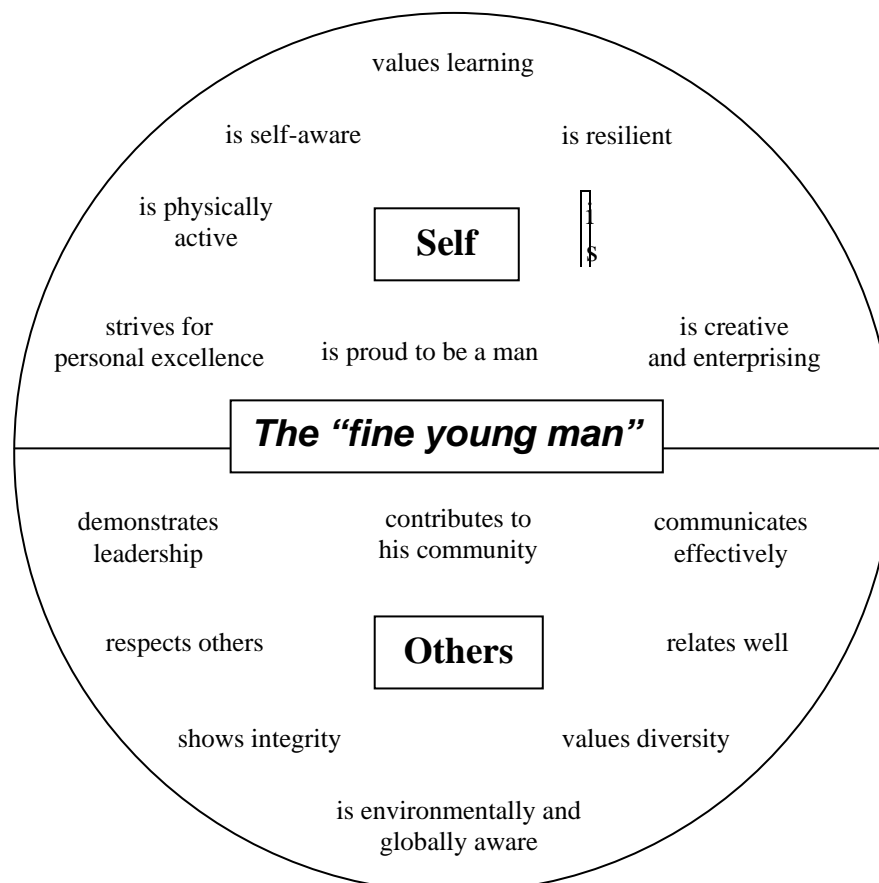 values learning
is self-aware
is resilient
is physically
active
Self
i
s
strives for
personal excellence
is proud to be a man
is creative
and enterprising
The “fine young man”
demonstrates
leadership
contributes to
his community
communicates
effectively
respects others
Others
relates well
shows integrity
values diversity
is environmentally and
globally aware